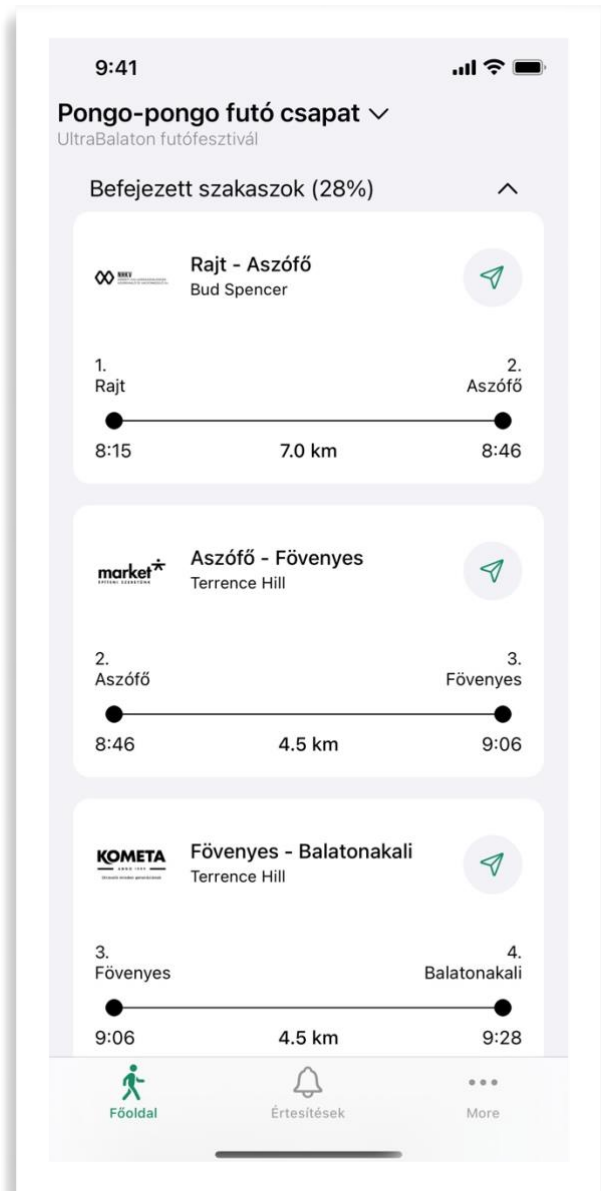 9:41
Pongo-pongo futó csapat
UltraBalaton futófesztivál
Befejezett szakaszok (28%)
NHKV
Rajt - Aszófő
Bud Spencer
1.
2.
Rajt
Aszófő
8:15
7.0 km
8:46
market
ÉPÍTENI SZERETÜNK
Aszófő - Fövenyes
Terrence Hill
2.
3.
Aszófő
Fövenyes
8:46
4.5 km
9:06
KOMETA
Fövenyes - Balatonakali
Terrence Hill
3.
4.
Fövenyes
Balatonakali
9:06
4.5 km
9:28
Főoldal
Értesítések
More